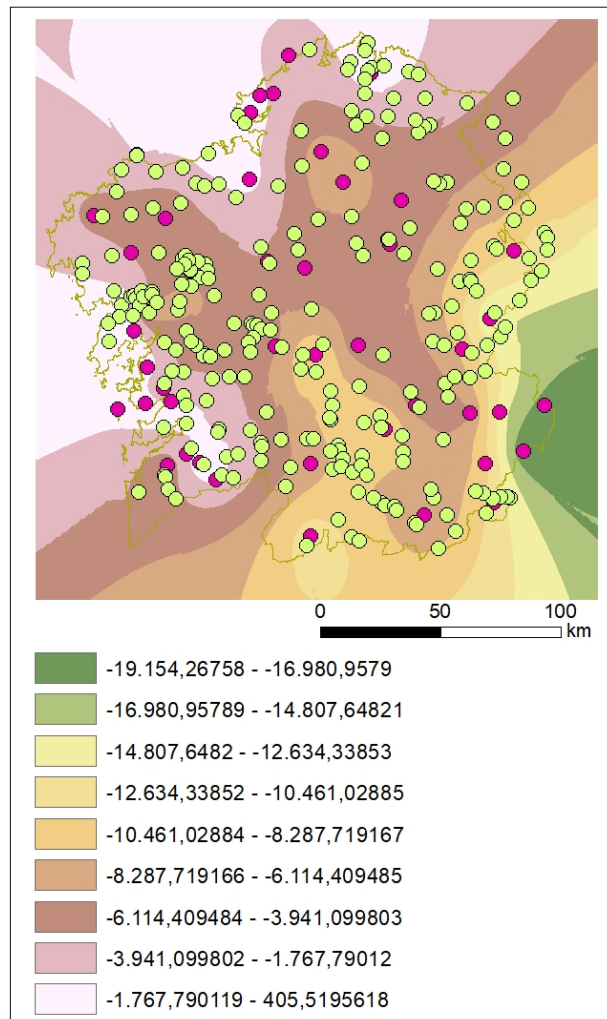 0 50 100
km
-19.154,26758 - -16.980,9579
-16.980,95789 - -14.807,64821
-14.807,6482 - -12.634,33853
-12.634,33852 - -10.461,02885
-10.461,02884 - -8.287,719167
-8.287,719166 - -6.114,409485
-6.114,409484 - -3.941,099803
-3.941,099802 - -1.767,79012
-1.767,790119 - 405,5195618